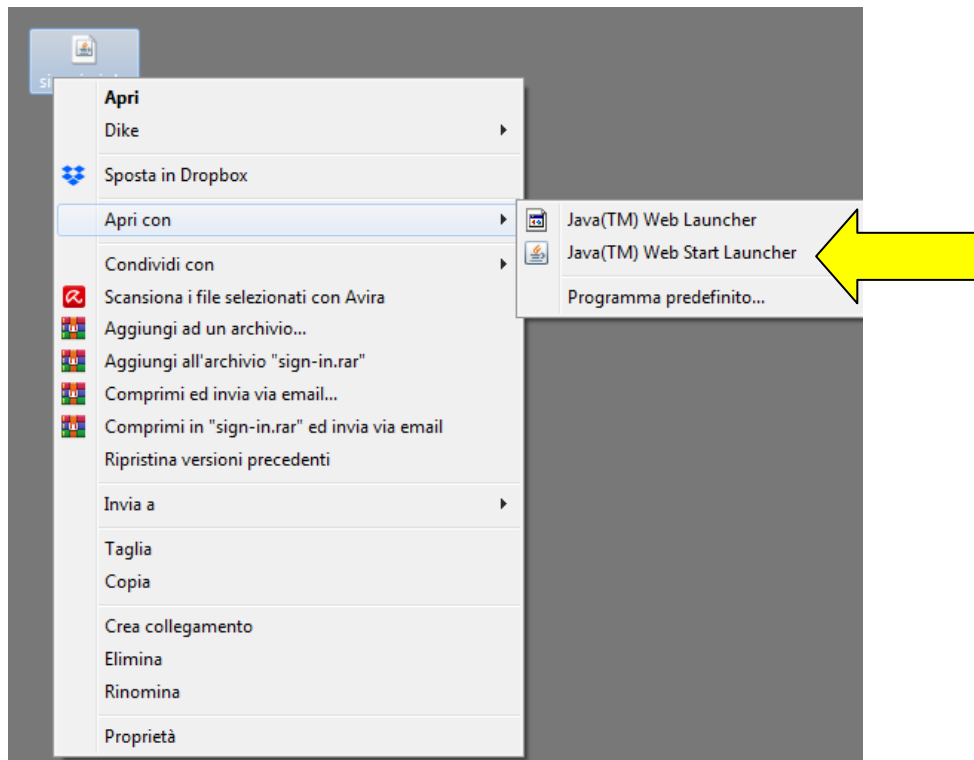 Apri
Dike
Sposta in Dropbox
Apri con
Java(TM) Web Launcher
Java(TM) Web Start Launcher
Programma predefinito...
Condividi con
Scansiona i file selezionati con Avira
Aggiungi ad un archivio...
Aggiungi all'archivio "sign-in.rar"
Comprimi ed invia via email...
Comprimi in "sign-in.rar" ed invia via email
Ripristina versioni precedenti
Invia a
Taglia
Copia
Crea collegamento
Elimina
Rinomina
Proprietà